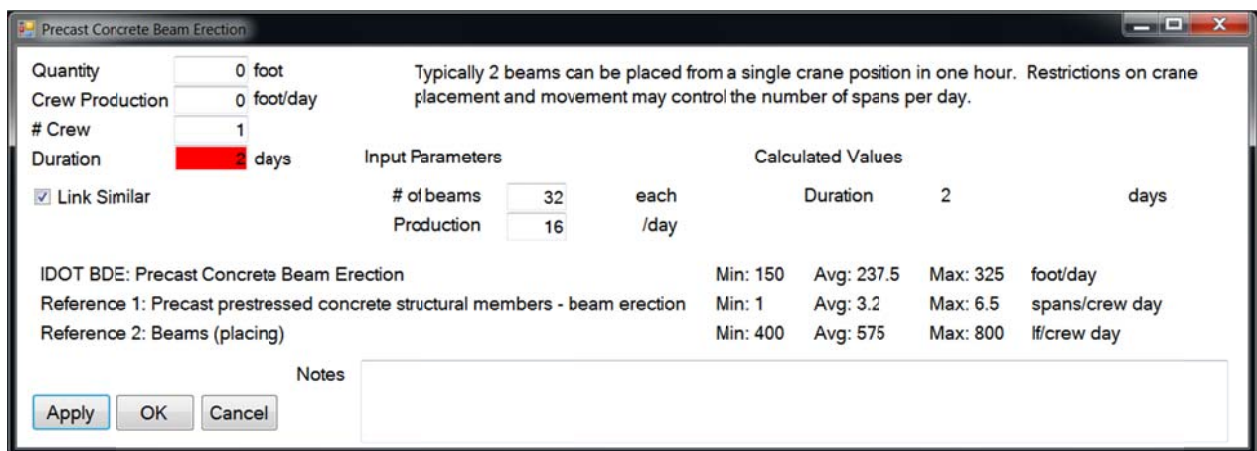 Precast Concrete Beam Erection
Quantity 0 foot
Typically 2 beams can be placed from a single crane position in one hour. Restrictions on crane
Crew Production 0 foot/day
placement and movement may control the number of spans per day.
# Crew 1
Duration 2 days Input Parameters Calculated Values
Link Similar # of beams 32 each Duration 2 days
Production 16 /day
IDOT BDE: Precast Concrete Beam Erection Min: 150 Avg: 237.5 Max: 325 foot/day
Reference 1: Precast prestressed concrete structural members - beam erection Min: 1 Avg: 3.2 Max: 6.5 spans/crew day
Reference 2: Beams (placing) Min: 400 Avg: 575 Max: 800 lf/crew day
Notes
Apply OK Cancel